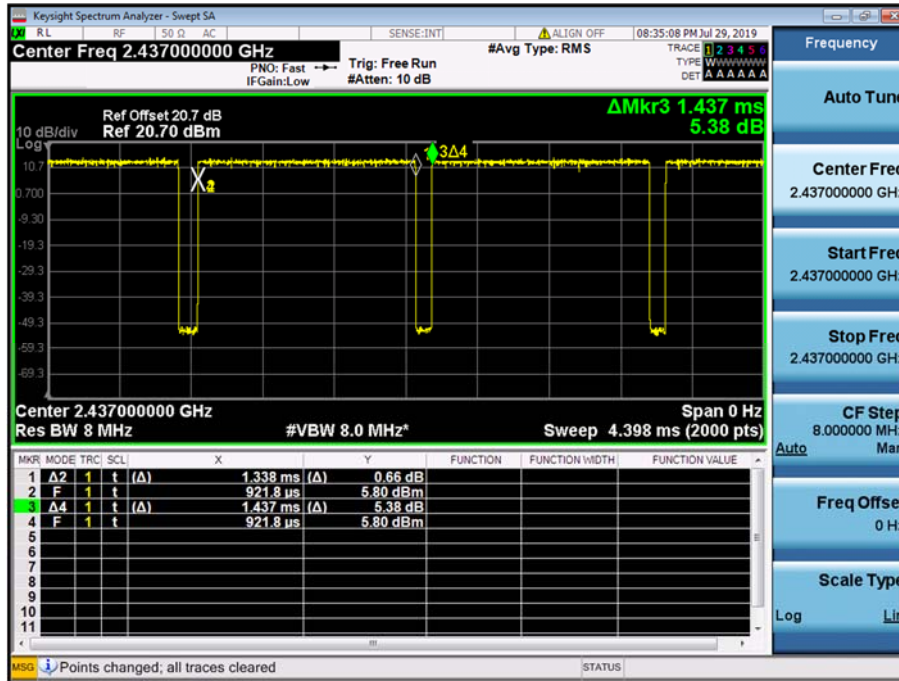 Keysight Spectrum Analyzer - Swept SA
RL RF 50 Ω AC SENSE:INT ALIGN OFF 08:35:08 PM Jul 29, 2019
Center Freq 2.437000000 GHz #Avg Type: RMS TRACE 1 2 3 4 5 6
PNO: Fast Trig: Free Run TYPE W
IFGain:Low #Atten: 10 dB DET A A A A A A
Frequency
ΔMkr3 1.437 ms
5.38 dB
Ref Offset 20.7 dB
10 dB/div Ref 20.70 dBm
Log
10.7
0.700
-9.30
-19.3
-29.3
-39.3
-49.3
-59.3
-69.3
3Δ4
2
Center 2.437000000 GHz Span 0 Hz
Res BW 8 MHz #VBW 8.0 MHz* Sweep 4.398 ms (2000 pts)
MKR MODE TRC SCL X Y FUNCTION FUNCTION WIDTH FUNCTION VALUE
1 Δ2 1 t (Δ) 1.338 ms (Δ) 0.66 dB
2 F 1 t 921.8 µs 5.80 dBm
3 Δ4 1 t (Δ) 1.437 ms (Δ) 5.38 dB
4 F 1 t 921.8 µs 5.80 dBm
5
6
7
8
9
10
11
Auto Tune
Center Freq
2.437000000 GHz
Start Freq
2.437000000 GHz
Stop Freq
2.437000000 GHz
CF Step
8.000000 MHz
Auto Man
Freq Offset
0 Hz
Scale Type
Log Lin
MSG Points changed; all traces cleared STATUS